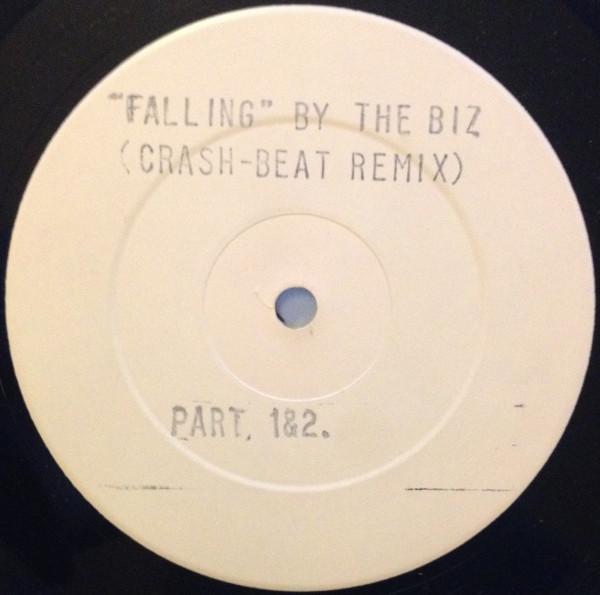 "FALLING" BY THE BIZ
(CRASH-BEAT REMIX)
PART, 1&2.